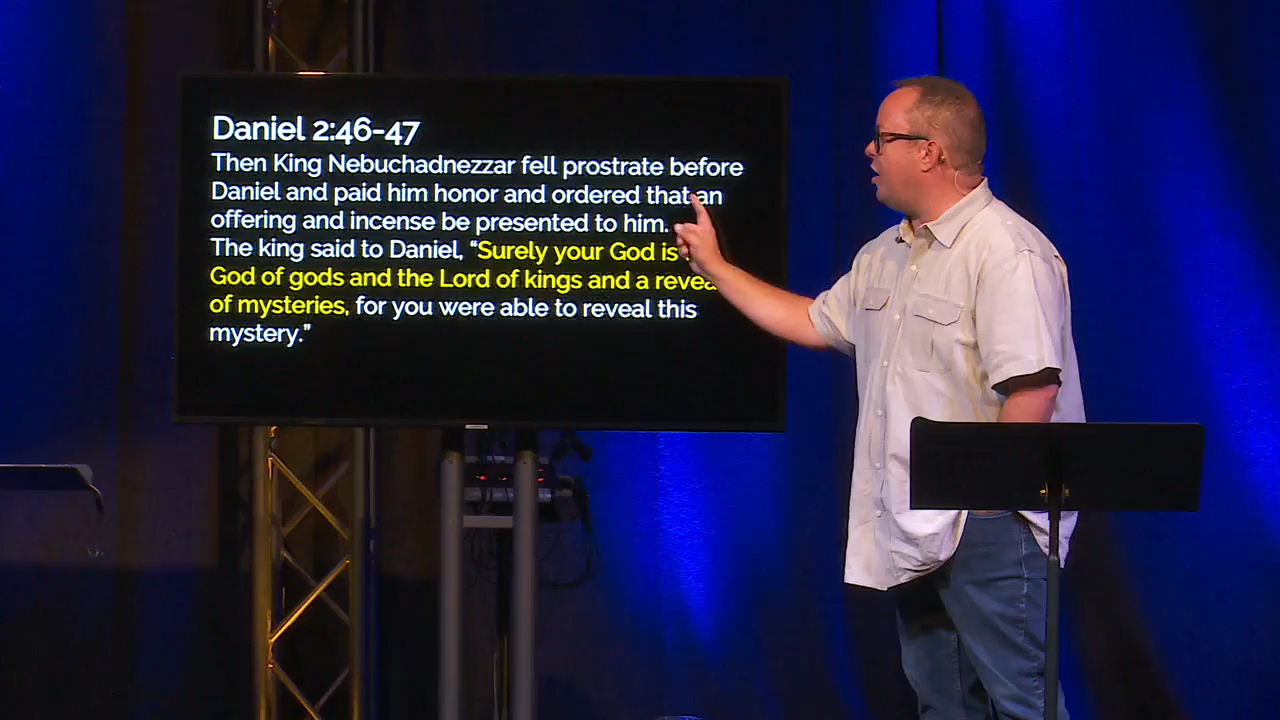 Daniel 2:46-47
Then King Nebuchadnezzar fell prostrate before
Daniel and paid him honor and ordered that an
offering and incense be presented to him.
The king said to Daniel, “Surely your God is
God of gods and the Lord of kings and a
of mysteries, for you were able to reveal this
mystery.”